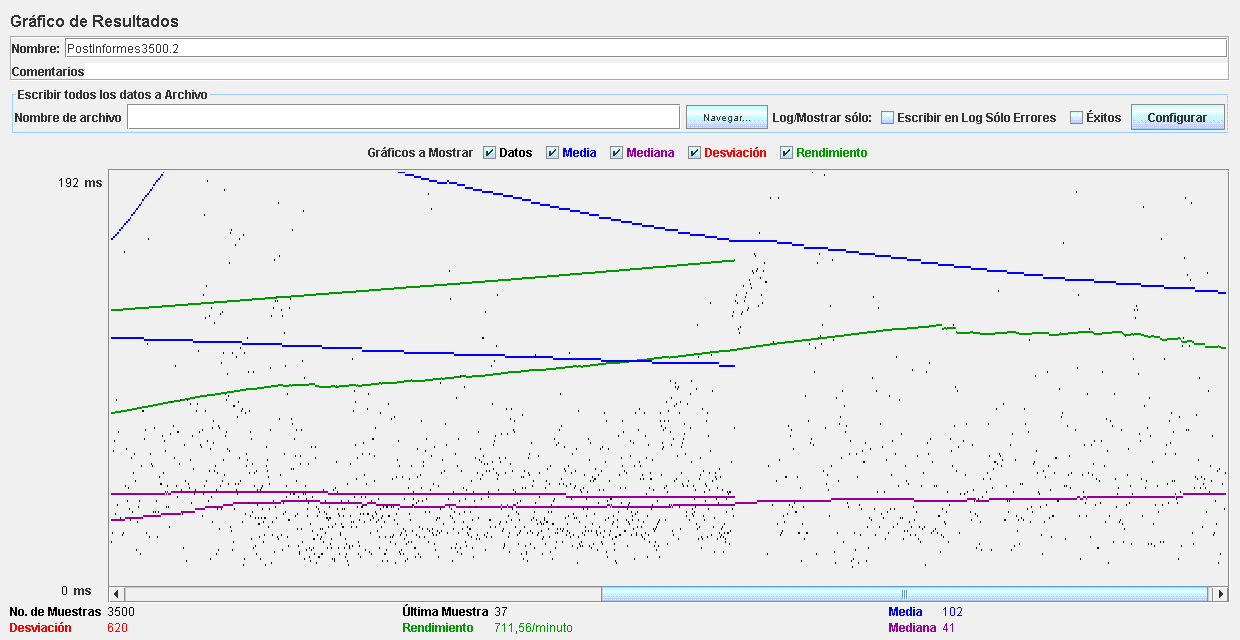 Gráfico de Resultados
Nombre: PostInformes3500.2
Comentarios
Escribir todos los datos a Archivo
Nombre de archivo Navegar... Log/Mostrar sólo: Escribir en Log Sólo Errores Éxitos Configurar
Gráficos a Mostrar Datos Media Mediana Desviación Rendimiento
192 ms
0 ms
No. de Muestras 3500 Última Muestra 37 Media 102
Desviación 620 Rendimiento 711,56/minuto Mediana 41